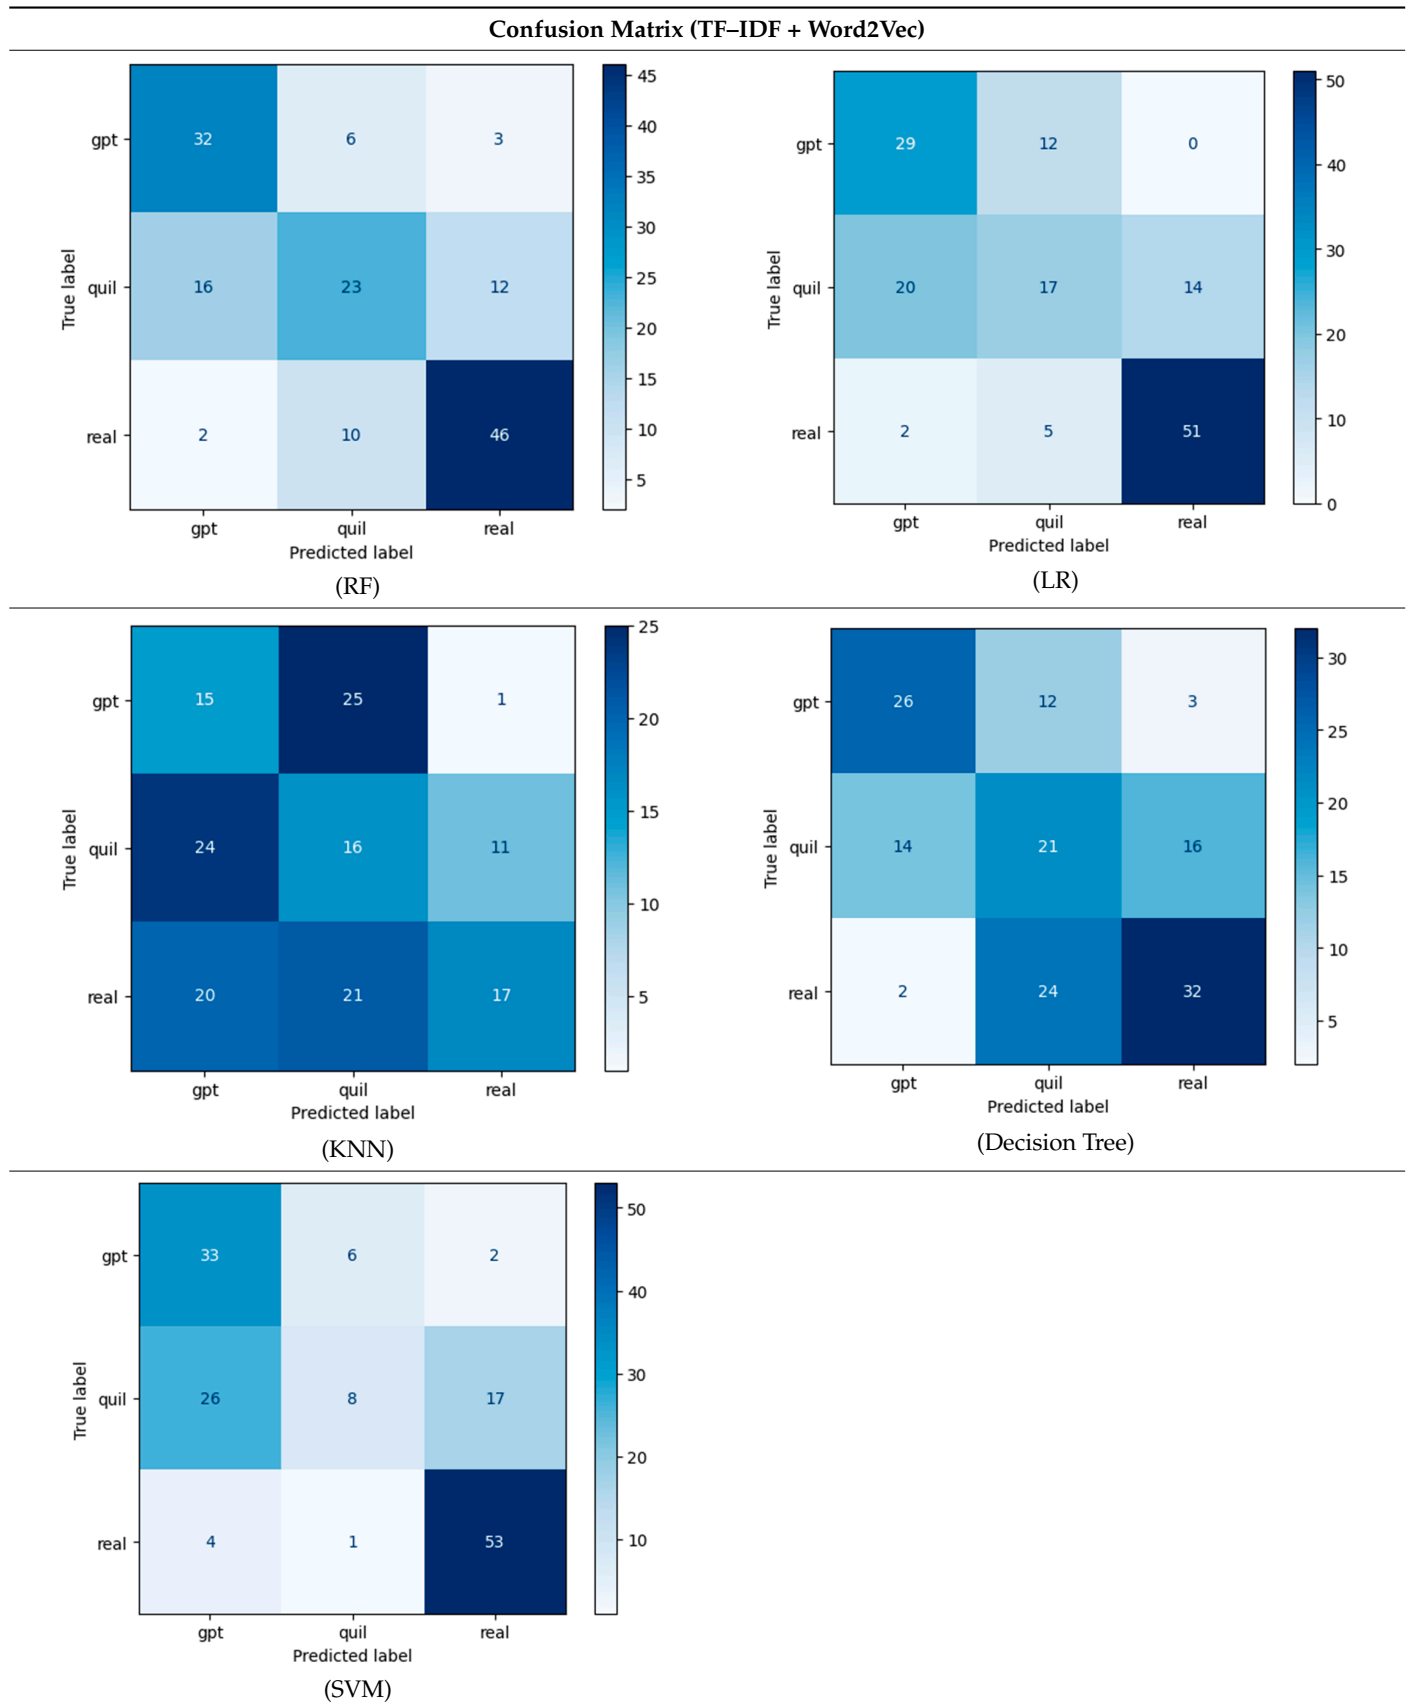 Confusion Matrix (TF–IDF + Word2Vec)
gpt 32 6 3
True label
quil 16 23 12
real 2 10 46
gpt quil real
Predicted label
45
40
35
30
25
20
15
10
5
(RF)
gpt 29 12 0
True label
quil 20 17 14
real 2 5 51
gpt quil real
Predicted label
50
40
30
20
10
0
(LR)
gpt 15 25 1
True label
quil 24 16 11
real 20 21 17
gpt quil real
Predicted label
25
20
15
10
5
(KNN)
gpt 26 12 3
True label
quil 14 21 16
real 2 24 32
gpt quil real
Predicted label
30
25
20
15
10
5
(Decision Tree)
gpt 33 6 2
True label
quil 26 8 17
real 4 1 53
gpt quil real
Predicted label
50
40
30
20
10
(SVM)